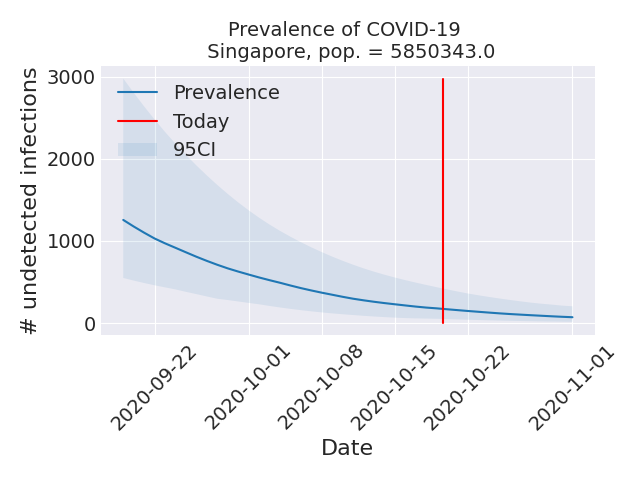 Prevalence of COVID-19
Singapore, pop. = 5850343.0
# undetected infections
3000
2000
1000
0
Prevalence
Today
95CI
2020-09-22
2020-10-01
2020-10-08
2020-10-15
2020-10-22
2020-11-01
Date